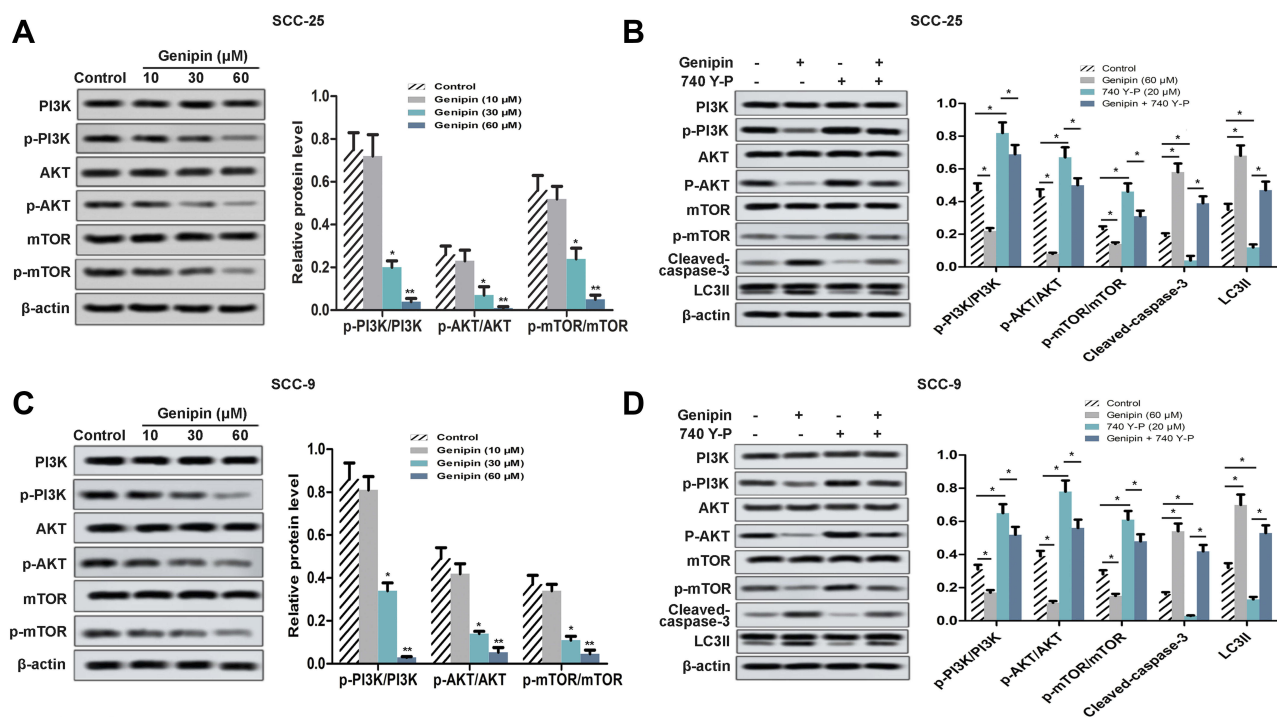 A
SCC-25
Genipin (μM)
Control 10 30 60
PI3K
p-PI3K
AKT
p-AKT
mTOR
p-mTOR
β-actin
Relative protein level
1.0
0.8
0.6
0.4
0.2
0.0
Control
Genipin (10 μM)
Genipin (30 μM)
Genipin (60 μM)
* ** * ** * **
p-PI3K/PI3K p-AKT/AKT p-mTOR/mTOR
B
SCC-25
Genipin - + - +
740 Y-P - - + +
PI3K
p-PI3K
AKT
P-AKT
mTOR
p-mTOR
Cleaved-
caspase-3
LC3II
β-actin
1.00
0.75
0.50
0.25
0.00
Control
Genipin (60 μM)
740 Y-P (20 μM)
Genipin + 740 Y-P
* * * * * * * * * * * * * * *
p-PI3K/PI3K
p-AKT/AKT
p-mTOR/mTOR
Cleaved-caspase-3
LC3II
C
SCC-9
Genipin (μM)
Control 10 30 60
PI3K
p-PI3K
AKT
p-AKT
mTOR
p-mTOR
β-actin
Relative protein level
1.0
0.8
0.6
0.4
0.2
0.0
Control
Genipin (10 μM)
Genipin (30 μM)
Genipin (60 μM)
* ** * ** * **
p-PI3K/PI3K p-AKT/AKT p-mTOR/mTOR
D
SCC-9
Genipin - + - +
740 Y-P - - + +
PI3K
p-PI3K
AKT
P-AKT
mTOR
p-mTOR
Cleaved-
caspase-3
LC3II
β-actin
1.0
0.8
0.6
0.4
0.2
0.0
Control
Genipin (60 μM)
740 Y-P (20 μM)
Genipin + 740 Y-P
* * * * * * * * * * * * * * *
p-PI3K/PI3K
p-AKT/AKT
p-mTOR/mTOR
Cleaved-caspase-3
LC3II